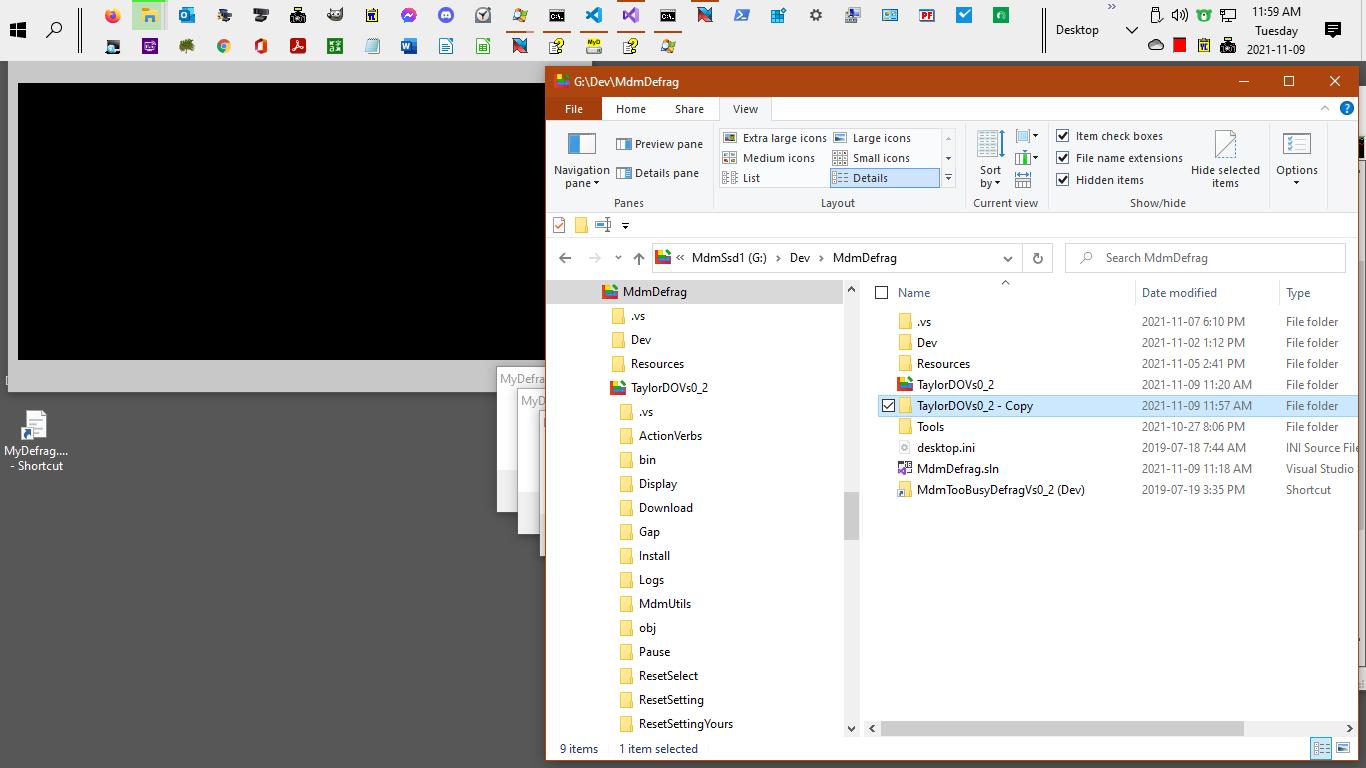 Desktop
»
11:59 AM
Tuesday
2021-11-09
MyDefrag....
- Shortcut
MyDefra
MyD
G:\Dev\MdmDefrag
File
Home
Share
View
Navigation
pane
Preview pane
Details pane
Panes
Extra large icons
Large icons
Medium icons
Small icons
List
Details
Layout
Sort
by
Current view
Item check boxes
File name extensions
Hidden items
Show/hide
Hide selected
items
Options
« MdmSsd1 (G:) › Dev › MdmDefrag
Search MdmDefrag
MdmDefrag
.vs
Dev
Resources
TaylorDOVs0_2
.vs
ActionVerbs
bin
Display
Download
Gap
Install
Logs
MdmUtils
obj
Pause
ResetSelect
ResetSetting
ResetSettingYours
Name Date modified Type
.vs 2021-11-07 6:10 PM File folder
Dev 2021-11-02 1:12 PM File folder
Resources 2021-11-05 2:41 PM File folder
TaylorDOVs0_2 2021-11-09 11:20 AM File folder
TaylorDOVs0_2 - Copy 2021-11-09 11:57 AM File folder
Tools 2021-10-27 8:06 PM File folder
desktop.ini 2019-07-18 7:44 AM INI Source File
MdmDefrag.sln 2021-11-09 11:18 AM Visual Studio
MdmTooBusyDefragVs0_2 (Dev) 2019-07-19 3:35 PM Shortcut
9 items
1 item selected